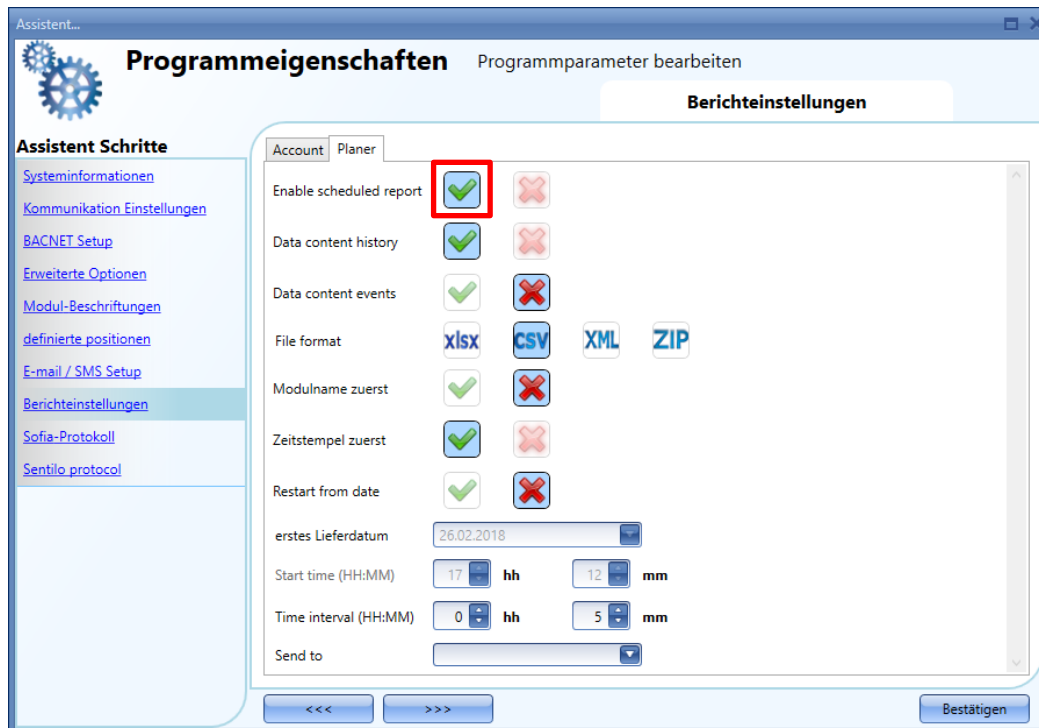 Assistent...
Programmeigenschaften Programmparameter bearbeiten
Berichteinstellungen
Assistent Schritte
Systeminformationen
Kommunikation Einstellungen
BACNET Setup
Erweiterte Optionen
Modul-Beschriftungen
definierte positionen
E-mail / SMS Setup
Berichteinstellungen
Sofia-Protokoll
Sentilo protocol
Account Planer
Enable scheduled report
Data content history
Data content events
File format xlsx CSV XML ZIP
Modulname zuerst
Zeitstempel zuerst
Restart from date
erstes Lieferdatum 26.02.2018
Start time (HH:MM) 17 hh 12 mm
Time interval (HH:MM) 0 hh 5 mm
Send to
<<< >>> Bestätigen